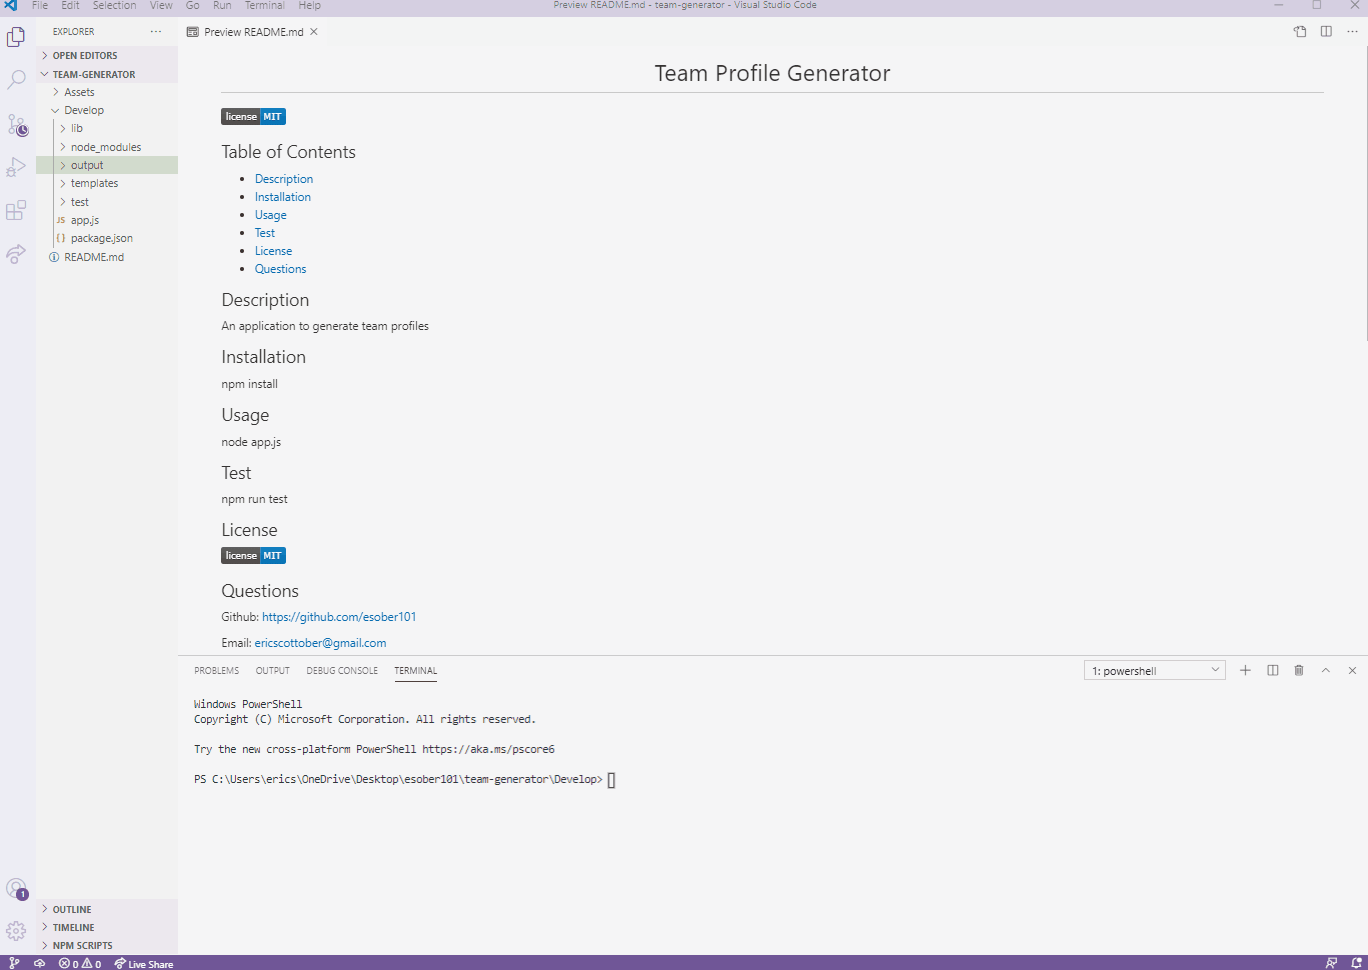 File Edit Selection View Go Run Terminal Help
Preview README.md - team-generator - Visual Studio Code
EXPLORER
Preview README.md
OPEN EDITORS
TEAM-GENERATOR
Assets
Develop
lib
node_modules
output
templates
test
JS app.js
{} package.json
README.md
Team Profile Generator
license MIT
Table of Contents
• Description
• Installation
• Usage
• Test
• License
• Questions
Description
An application to generate team profiles
Installation
npm install
Usage
node app.js
Test
npm run test
License
license MIT
Questions
Github: https://github.com/esober101
Email: ericscottober@gmail.com
PROBLEMS OUTPUT DEBUG CONSOLE TERMINAL
1: powershell
Windows PowerShell
Copyright (C) Microsoft Corporation. All rights reserved.
Try the new cross-platform PowerShell https://aka.ms/pscore6
PS C:\Users\erics\OneDrive\Desktop\esober101\team-generator\Develop>
1
OUTLINE
TIMELINE
NPM SCRIPTS
0 0 Live Share